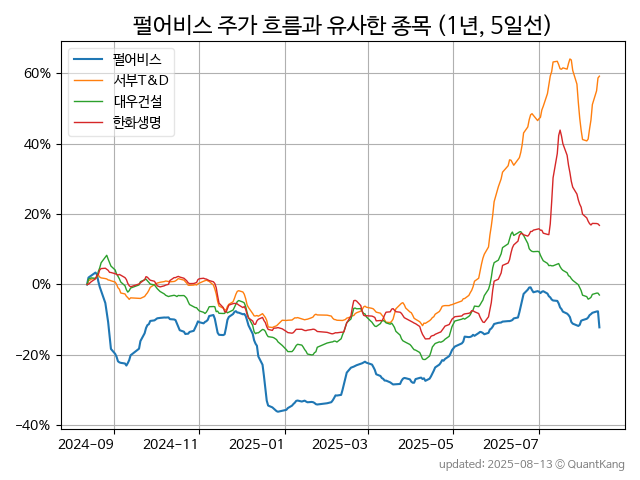 펄어비스 주가 흐름과 유사한 종목 (1년, 5일선)
펄어비스
서부T&D
대우건설
한화생명
60%
40%
20%
0%
−20%
−40%
2024-09 2024-11 2025-01 2025-03 2025-05 2025-07
updated: 2025-08-13 © QuantKang